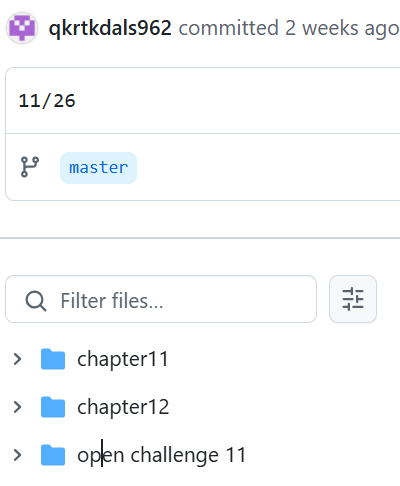 qkrtkdals962 committed 2 weeks ago
11/26
master
Filter files...
chapter11
chapter12
open challenge 11